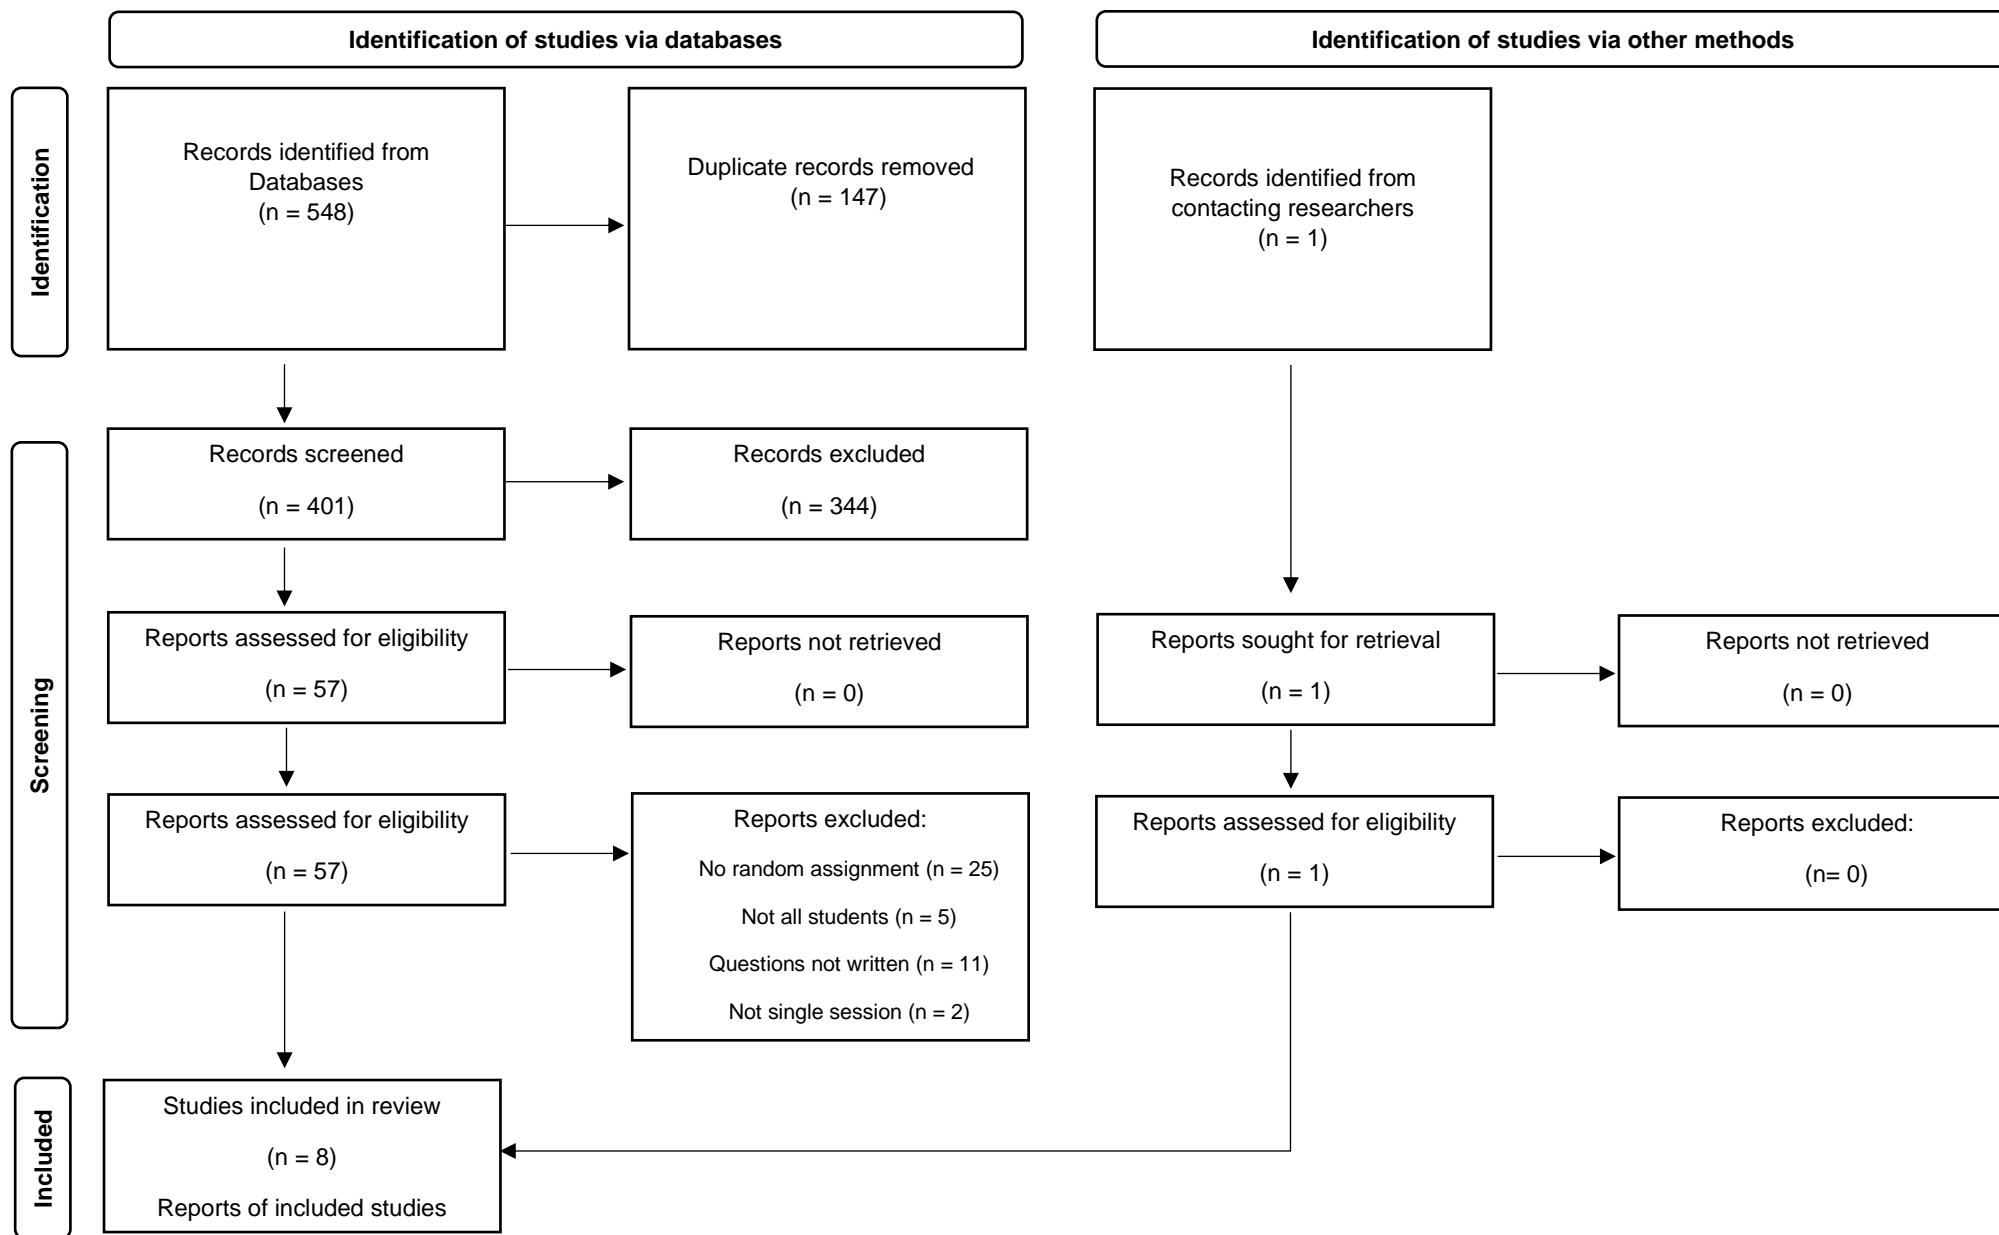 Identification of studies via databases
Identification of studies via other methods
Identification
Records identified from
Databases
(n = 548)
Duplicate records removed
(n = 147)
Records identified from
contacting researchers
(n = 1)
Screening
Records screened
(n = 401)
Records excluded
(n = 344)
Reports assessed for eligibility
(n = 57)
Reports not retrieved
(n = 0)
Reports sought for retrieval
(n = 1)
Reports not retrieved
(n = 0)
Reports assessed for eligibility
(n = 57)
Reports excluded:
No random assignment (n = 25)
Not all students (n = 5)
Questions not written (n = 11)
Not single session (n = 2)
Reports assessed for eligibility
(n = 1)
Reports excluded:
(n= 0)
Included
Studies included in review
(n = 8)
Reports of included studies